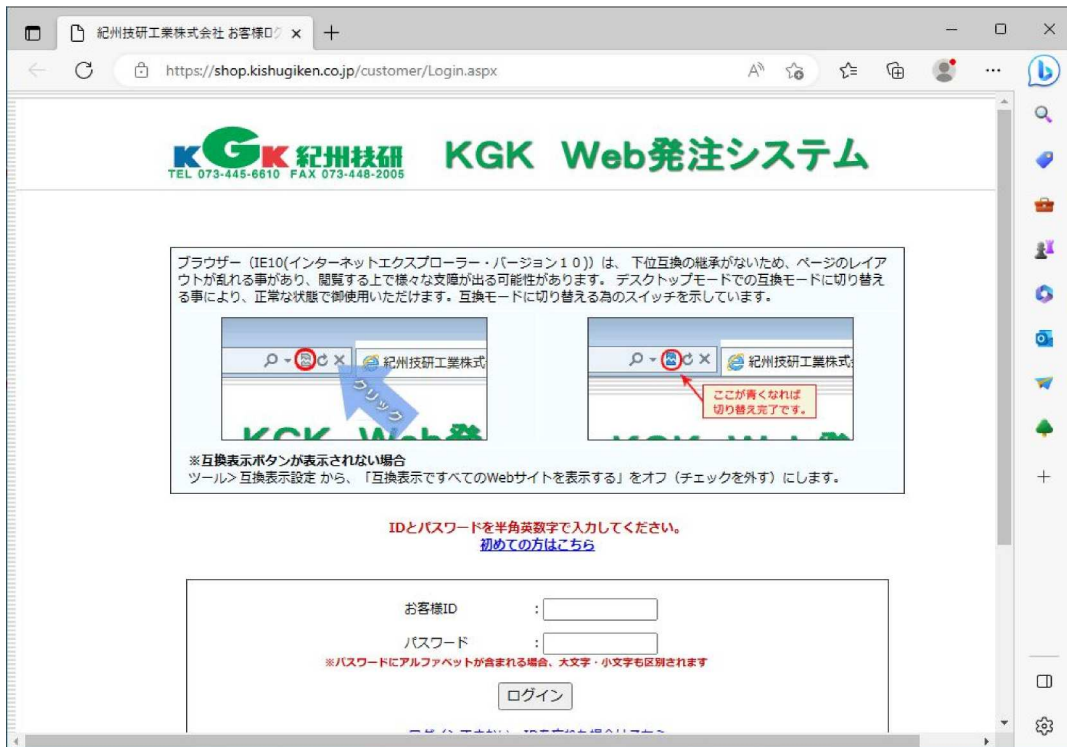 紀州技研工業株式会社 お客様ログ
https://shop.kishugiken.co.jp/customer/Login.aspx
KGK 紀州技研
TEL 073-445-6610 FAX 073-448-2005
KGK Web発注システム
ブラウザー（IE10(インターネットエクスプローラー・バージョン１０)）は、 下位互換の継承がないため、ページのレイア
ウトが乱れる事があり、閲覧する上で様々な支障が出る可能性があります。 デスクトップモードでの互換モードに切り替え
る事により、正常な状態で御使用いただけます。互換モードに切り替える為のスイッチを示しています。
紀州技研工業株式
クリック
KGK Web発
紀州技研工業株式:
ここが青くなれば
切り替え完了です。
※互換表示ボタンが表示されない場合
ツール＞互換表示設定 から、「互換表示ですべてのWebサイトを表示する」をオフ（チェックを外す）にします。
IDとパスワードを半角英数字で入力してください。
初めての方はこちら
お客様ID :
パスワード :
※パスワードにアルファベットが含まれる場合、大文字・小文字も区別されます
ログイン